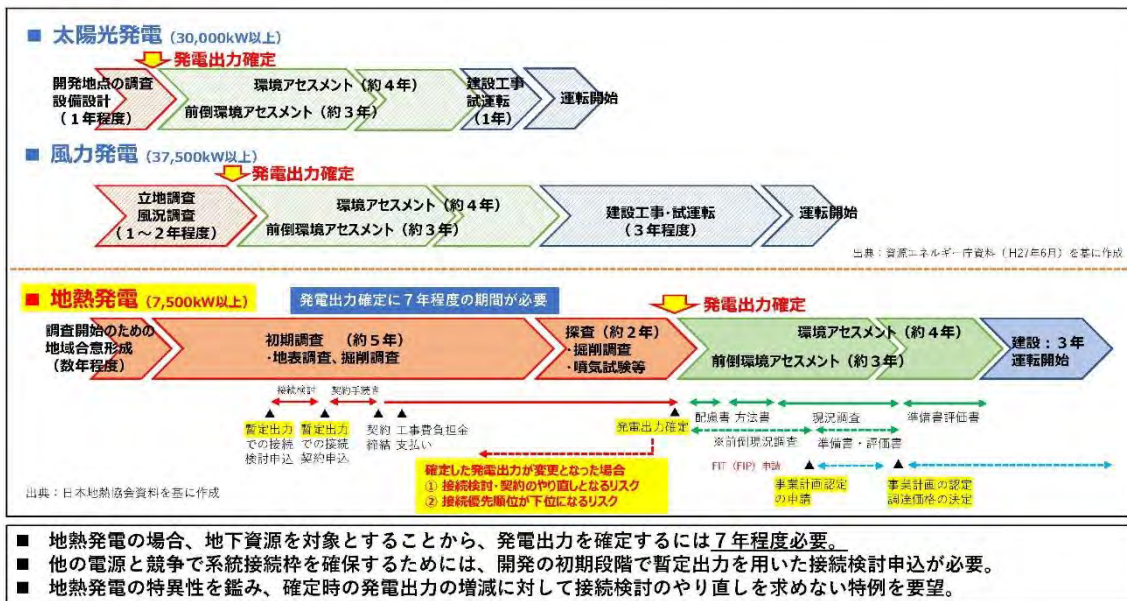 ■ 太陽光発電 (30,000kW以上)
発電出力確定
開発地点の調査
設備設計
(1年程度)
環境アセスメント (約4年)
前倒環境アセスメント (約3年)
建設工事
試運転
(1年)
運転開始
■ 風力発電 (37,500kW以上)
発電出力確定
立地調査
風況調査
(1～2年程度)
環境アセスメント (約4年)
前倒環境アセスメント (約3年)
建設工事・試運転
(3年程度)
運転開始
出典:資源エネルギー庁資料(H27年6月)を基に作成
■ 地熱発電 (7,500kW以上)
発電出力確定に7年程度の期間が必要
発電出力確定
調査開始のための
地域合意形成
(数年程度)
初期調査 (約5年)
・地表調査、掘削調査
探査 (約2年)
・掘削調査
・噴気試験等
環境アセスメント (約4年)
前倒環境アセスメント (約3年)
建設:3年
運転開始
接続検討 契約手続き
暫定出力
での接続
検討申込
暫定出力
での接続
契約申込
契約
締結
工事費負担金
支払い
発電出力確定
配慮書 方法書 現況調査 準備書評価書
※前倒現況調査 準備書・評価書
確定した発電出力が変更となった場合
① 接続検討・契約のやり直しとなるリスク
② 接続優先順位が下位になるリスク
FIT (FIP) 申請
事業計画認定
の申請
事業計画の認定
調達価格の決定
出典:日本地熱協会資料を基に作成
■ 地熱発電の場合、地下資源を対象とすることから、発電出力を確定するには7年程度必要。
■ 他の電源と競争で系統接続枠を確保するためには、開発の初期段階で暫定出力を用いた接続検討申込が必要。
■ 地熱発電の特異性を鑑み、確定時の発電出力の増減に対して接続検討のやり直しを求めない特例を要望。